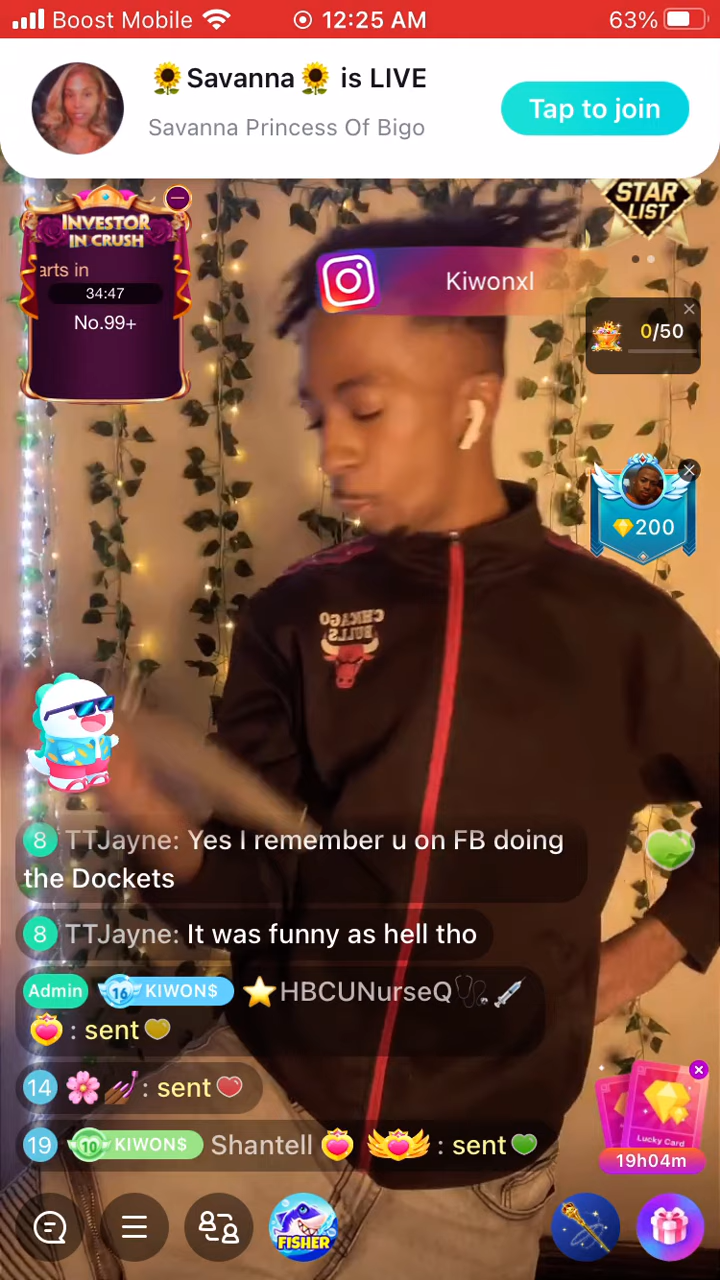 Boost Mobile
12:25 AM
63%
🌻Savanna🌻 is LIVE
Savanna Princess Of Bigo
Tap to join
INVESTOR
IN CRUSH
arts in
34:47
No.99+
STAR
LIST
Kiwonxl
0/50
200
CHICAGO
BULLS
8 TTJayne: Yes I remember u on FB doing
the Dockets
8 TTJayne: It was funny as hell tho
Admin 16 KIWON$ ⭐HBCUNurseQ🩺💉
: sent
14 🌸💅🏾: sent
19 10 KIWON$ Shantell : sent
Lucky Card
19h04m
FISHER